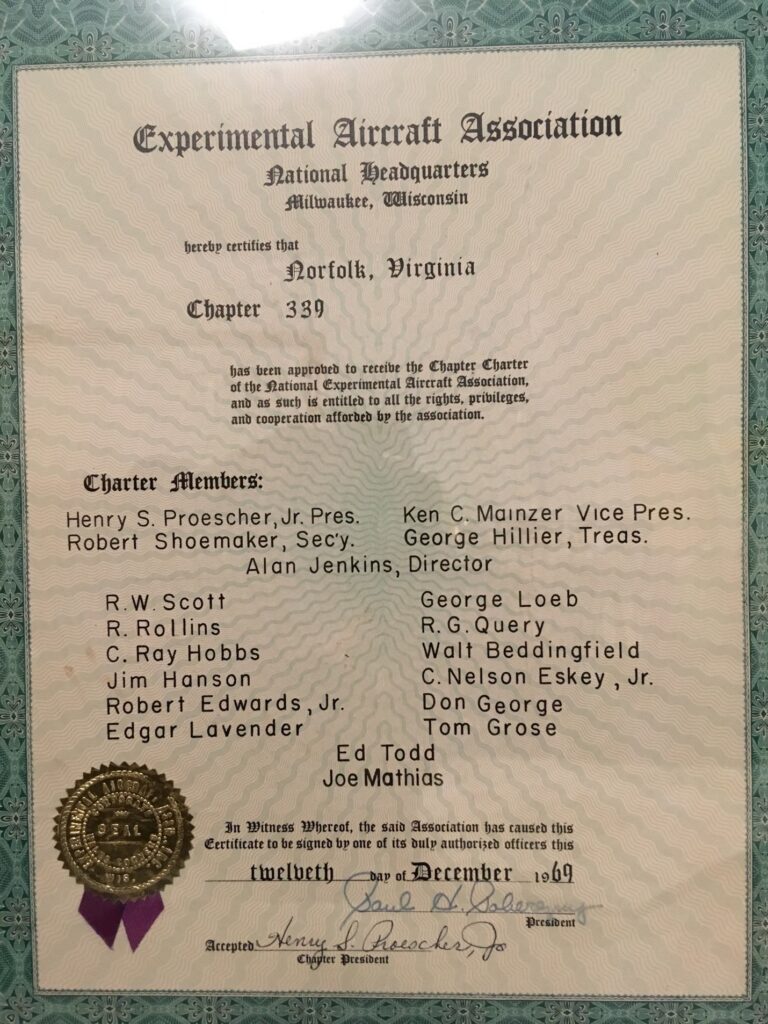 Experimental Aircraft Association
National Headquarters
Milwaukee, Wisconsin
hereby certifies that
Norfolk, Virginia
Chapter 339
has been approved to receive the Chapter Charter
of the National Experimental Aircraft Association,
and as such is entitled to all the rights, privileges,
and cooperation afforded by the association.
Charter Members:
Henry S. Proescher, Jr. Pres. Ken C. Mainzer Vice Pres.
Robert Shoemaker, Sec'y. George Hillier, Treas.
Alan Jenkins, Director
R.W. Scott George Loeb
R. Rollins R.G. Query
C. Ray Hobbs Walt Beddingfield
Jim Hanson C. Nelson Eskey, Jr.
Robert Edwards, Jr. Don George
Edgar Lavender Tom Grose
Ed Todd
Joe Mathias
In Witness Whereof, the said Association has caused this
Certificate to be signed by one of its duly authorized officers this
twelveth day of December 1969
Paul H.
President
Accepted Henry S. Proescher, Jr
Chapter President
EXPERIMENTAL AIRCRAFT
SEAL
WIS.